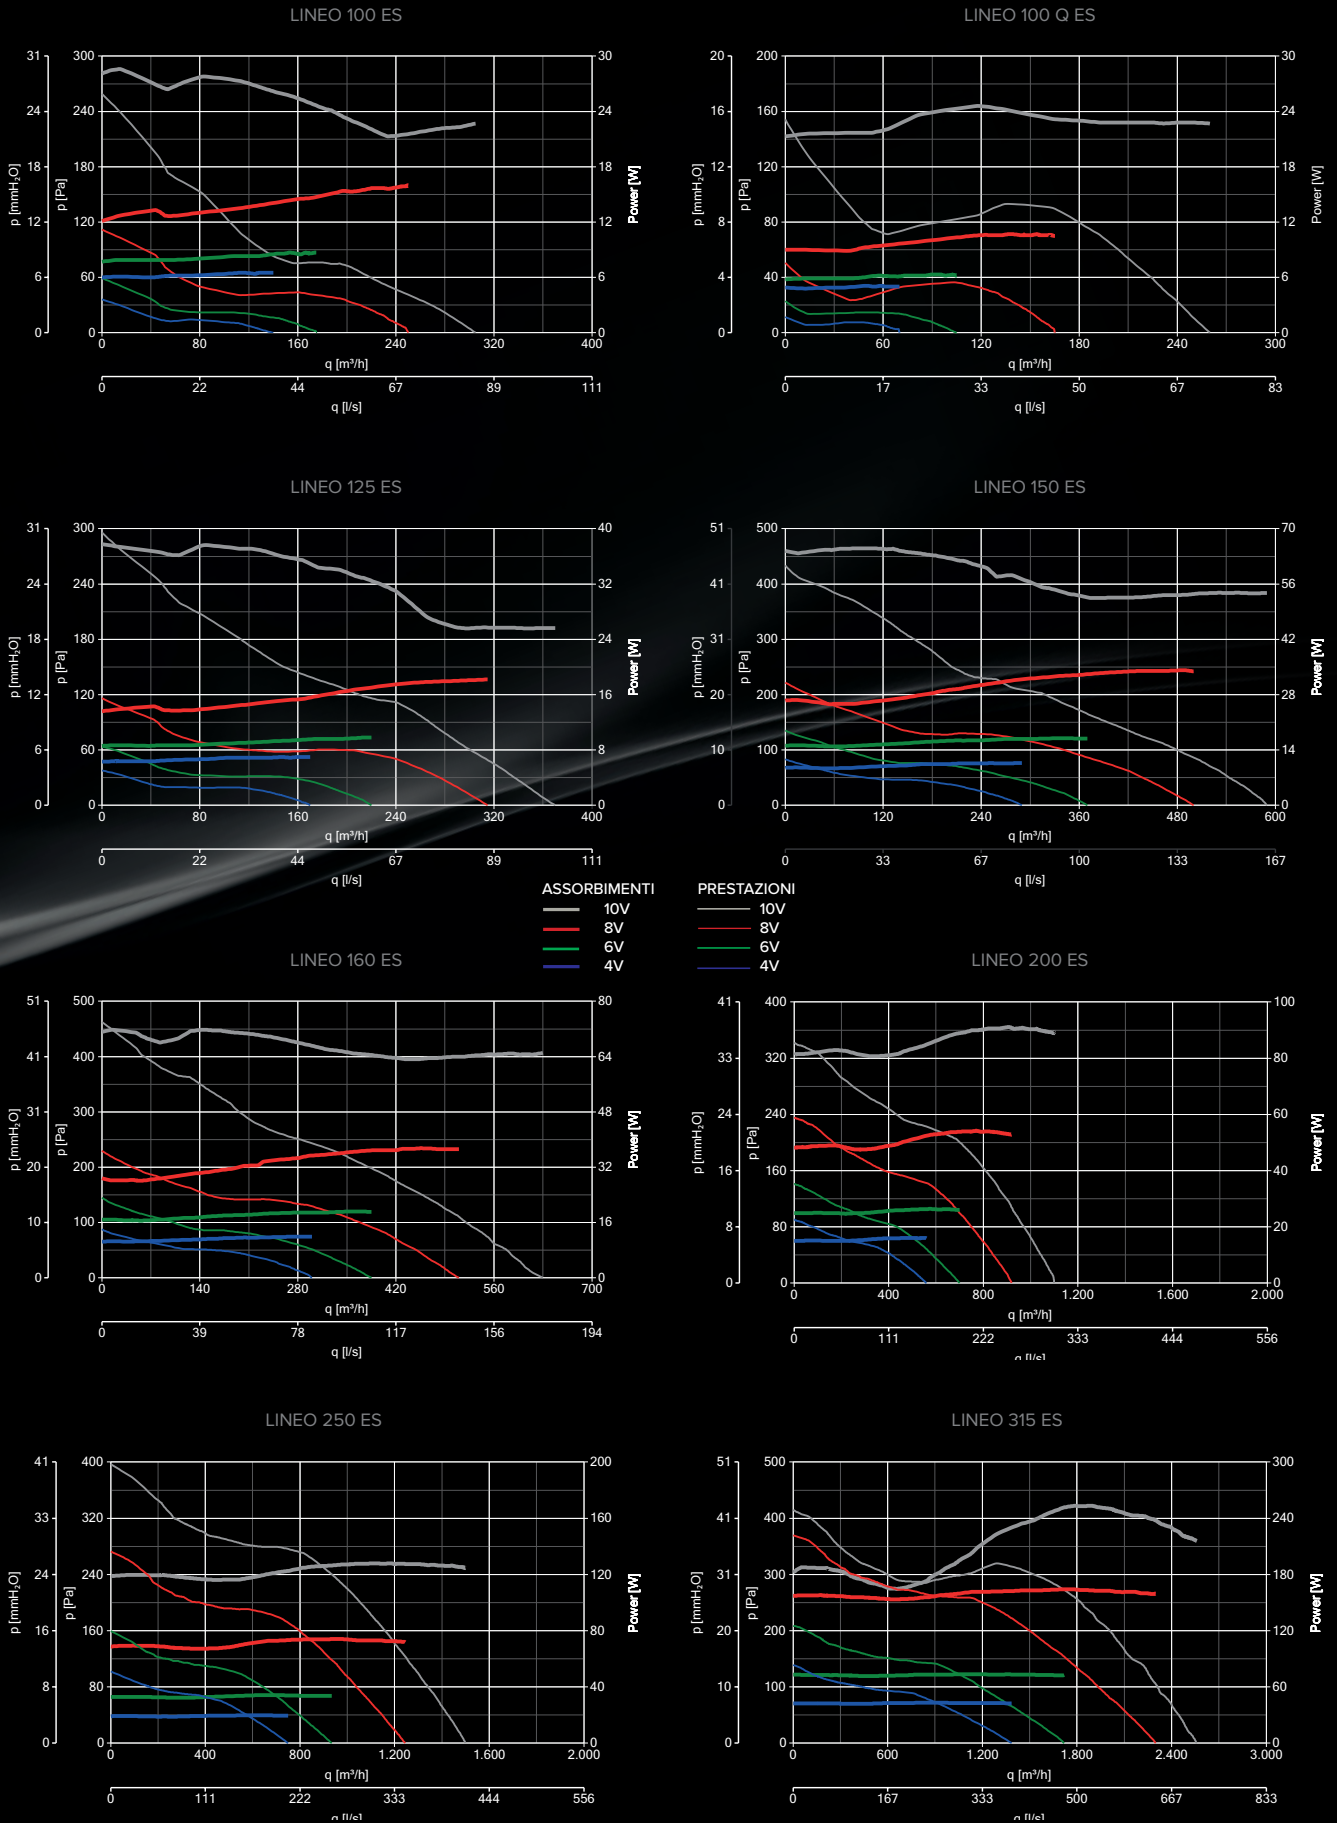 LINEO 100 ES
31 24 18 12 6 0
p [mmH₂O]
300 240 180 120 60 0
p [Pa]
30 24 18 12 6 0
Power [W]
0 80 160 240 320 400
q [m³/h]
0 22 44 67 89 111
q [l/s]
LINEO 100 Q ES
20 16 12 8 4 0
p [mmH₂O]
200 160 120 80 40 0
p [Pa]
30 24 18 12 6 0
Power [W]
0 60 120 180 240 300
q [m³/h]
0 17 33 50 67 83
q [l/s]
LINEO 125 ES
31 24 18 12 6 0
p [mmH₂O]
300 240 180 120 60 0
p [Pa]
40 32 24 16 8 0
Power [W]
0 80 160 240 320 400
q [m³/h]
0 22 44 67 89 111
q [l/s]
LINEO 150 ES
51 41 31 20 10 0
p [mmH₂O]
500 400 300 200 100 0
p [Pa]
70 56 42 28 14 0
Power [W]
0 120 240 360 480 600
q [m³/h]
0 33 67 100 133 167
q [l/s]
ASSORBIMENTI
10V
8V
6V
4V
PRESTAZIONI
10V
8V
6V
4V
LINEO 160 ES
51 41 31 20 10 0
p [mmH₂O]
500 400 300 200 100 0
p [Pa]
80 64 48 32 16 0
Power [W]
0 140 280 420 560 700
q [m³/h]
0 39 78 117 156 194
q [l/s]
LINEO 200 ES
41 33 24 16 8 0
p [mmH₂O]
400 320 240 160 80 0
p [Pa]
100 80 60 40 20 0
Power [W]
0 400 800 1.200 1.600 2.000
q [m³/h]
0 111 222 333 444 556
q [l/s]
LINEO 250 ES
41 33 24 16 8 0
p [mmH₂O]
400 320 240 160 80 0
p [Pa]
200 160 120 80 40 0
Power [W]
0 400 800 1.200 1.600 2.000
q [m³/h]
0 111 222 333 444 556
q [l/s]
LINEO 315 ES
51 41 31 20 10 0
p [mmH₂O]
500 400 300 200 100 0
p [Pa]
300 240 180 120 60 0
Power [W]
0 600 1.200 1.800 2.400 3.000
q [m³/h]
0 167 333 500 667 833
q [l/s]